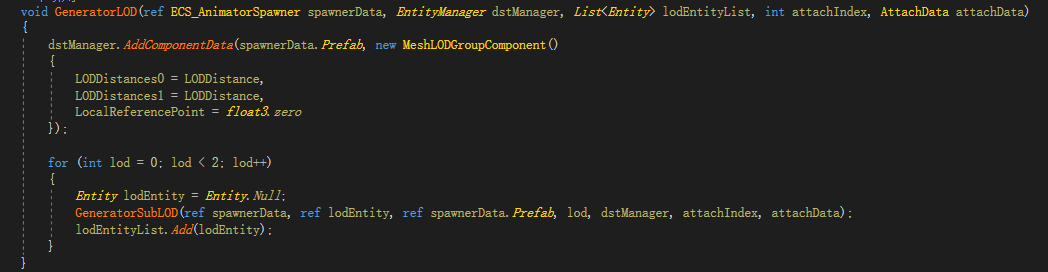 void GeneratorLOD(ref ECS_AnimatorSpawner spawnerData, EntityManager dstManager, List<Entity> lodEntityList, int attachIndex, AttachData attachData)
{
dstManager.AddComponentData(spawnerData.Prefab, new MeshLODGroupComponent()
{
LODDistances0 = LODDistance,
LODDistances1 = LODDistance,
LocalReferencePoint = float3.zero
});
for (int lod = 0; lod < 2; lod++)
{
Entity lodEntity = Entity.Null;
GeneratorSubLOD(ref spawnerData, ref lodEntity, ref spawnerData.Prefab, lod, dstManager, attachIndex, attachData);
lodEntityList.Add(lodEntity);
}
}